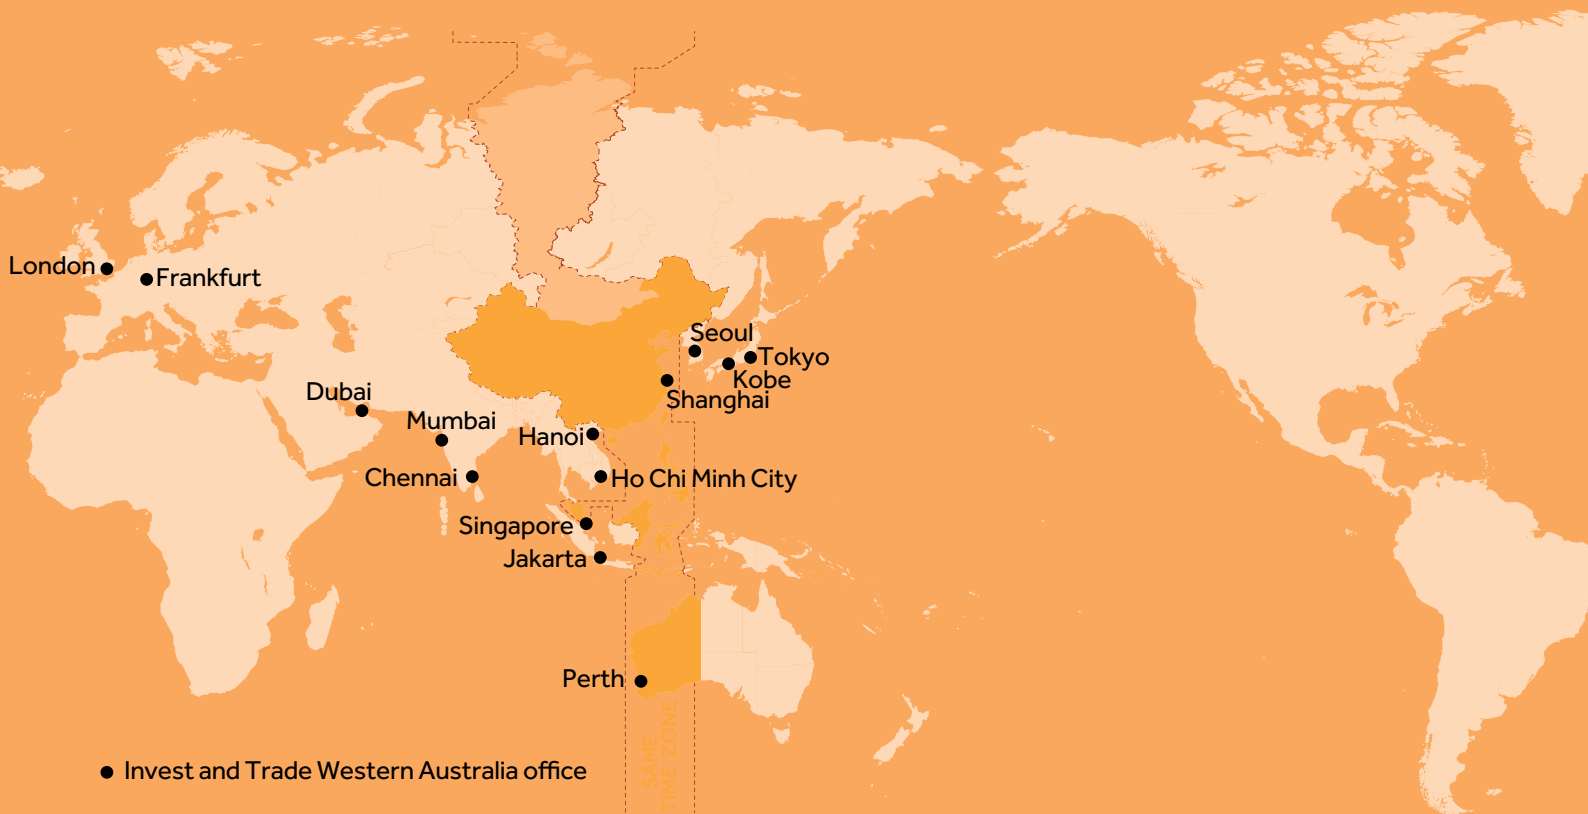 London
Frankfurt
Seoul
Tokyo
Kobe
Dubai
Shanghai
Mumbai
Hanoi
Chennai
Ho Chi Minh City
Singapore
Jakarta
Perth
SAME
TIME ZONE
Invest and Trade Western Australia office